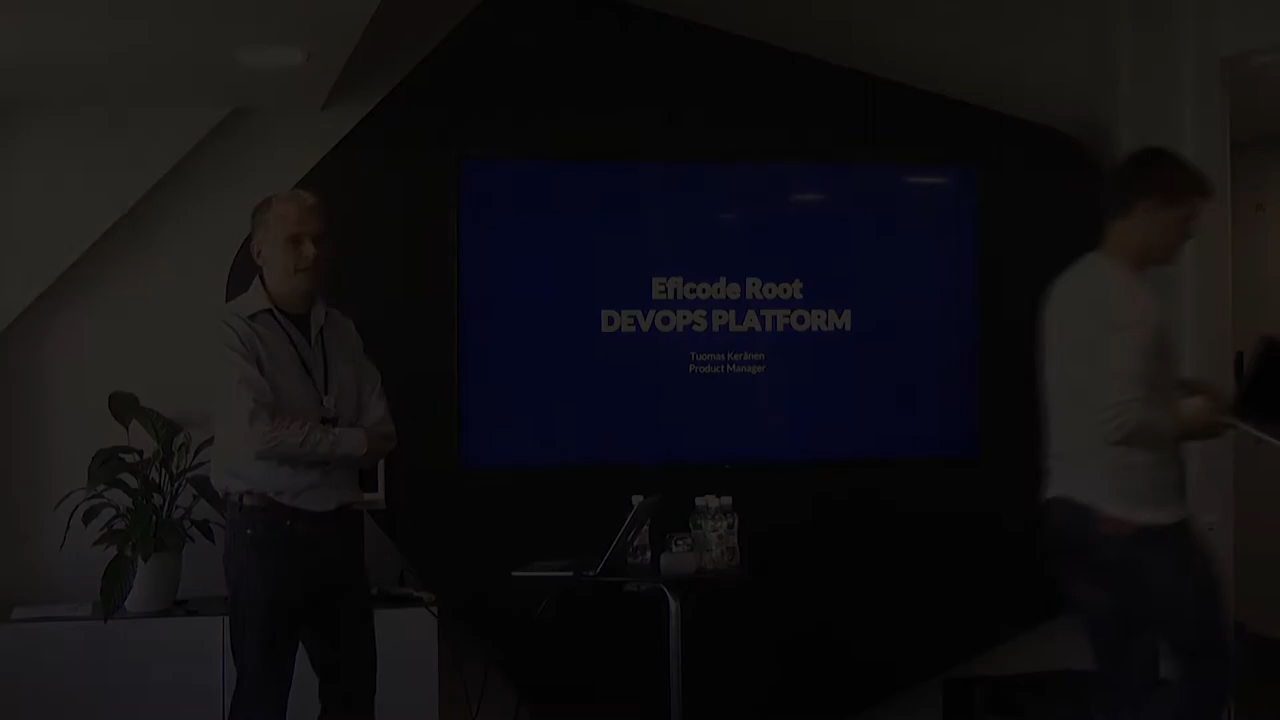 Eficode Root
DEVOPS PLATFORM
Tuomas Keränen
Product Manager